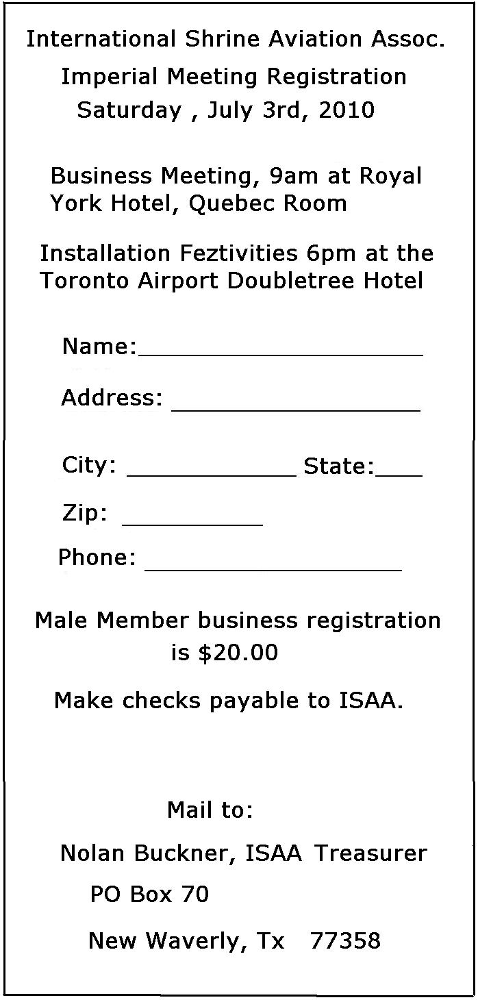 International Shrine Aviation Assoc.
Imperial Meeting Registration
Saturday , July 3rd, 2010
Business Meeting, 9am at Royal
York Hotel, Quebec Room
Installation Feztivities 6pm at the
Toronto Airport Doubletree Hotel
Name:____________________
Address: __________________
City: ____________ State:___
Zip: __________
Phone: __________________
Male Member business registration
is $20.00
Make checks payable to ISAA.
Mail to:
Nolan Buckner, ISAA Treasurer
PO Box 70
New Waverly, Tx 77358